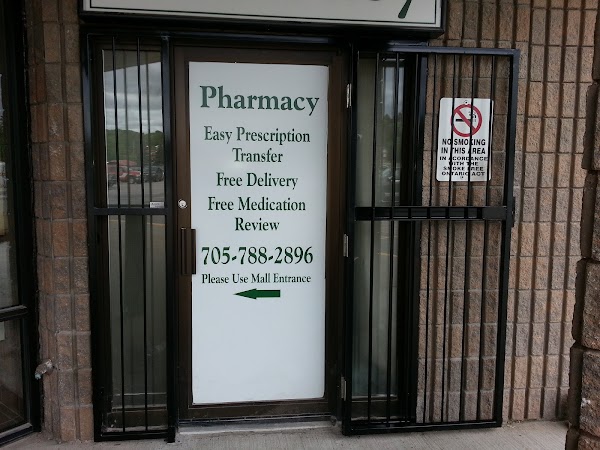 Pharmacy
Easy Prescription
Transfer
Free Delivery
Free Medication
Review
705-788-2896
Please Use Mall Entrance
NO SMOKING
IN THIS AREA
IN ACCORDANCE
WITH THE
SMOKE FREE
ONTARIO ACT